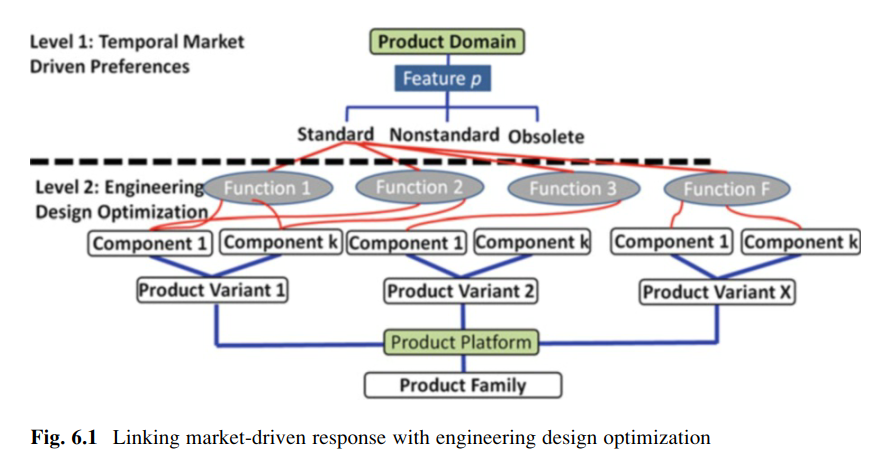 Level 1: Temporal Market
Driven Preferences
Product Domain
Feature p
Standard Nonstandard Obsolete
Level 2: Engineering
Design Optimization
Function 1 Function 2 Function 3 Function F
Component 1 Component k Component 1 Component k Component 1 Component k
Product Variant 1 Product Variant 2 Product Variant X
Product Platform
Product Family
Fig. 6.1 Linking market-driven response with engineering design optimization